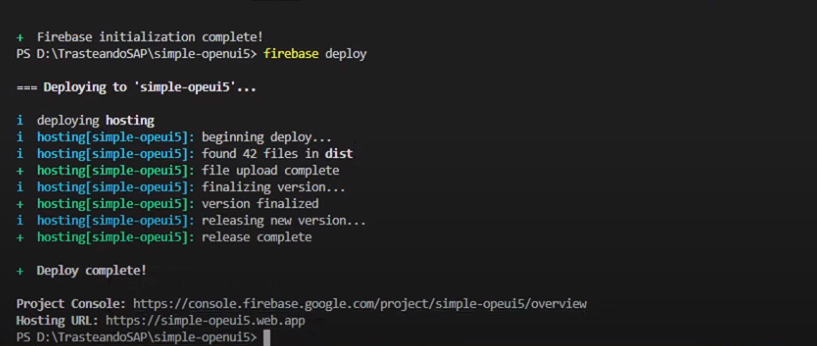 + Firebase initialization complete!
PS D:\TrasteandoSAP\simple-openui5> firebase deploy
=== Deploying to 'simple-opeui5'...
i deploying hosting
i hosting[simple-opeui5]: beginning deploy...
i hosting[simple-opeui5]: found 42 files in dist
+ hosting[simple-opeui5]: file upload complete
i hosting[simple-opeui5]: finalizing version...
+ hosting[simple-opeui5]: version finalized
i hosting[simple-opeui5]: releasing new version...
+ hosting[simple-opeui5]: release complete
+ Deploy complete!
Project Console: https://console.firebase.google.com/project/simple-opeui5/overview
Hosting URL: https://simple-opeui5.web.app
PS D:\TrasteandoSAP\simple-openui5>